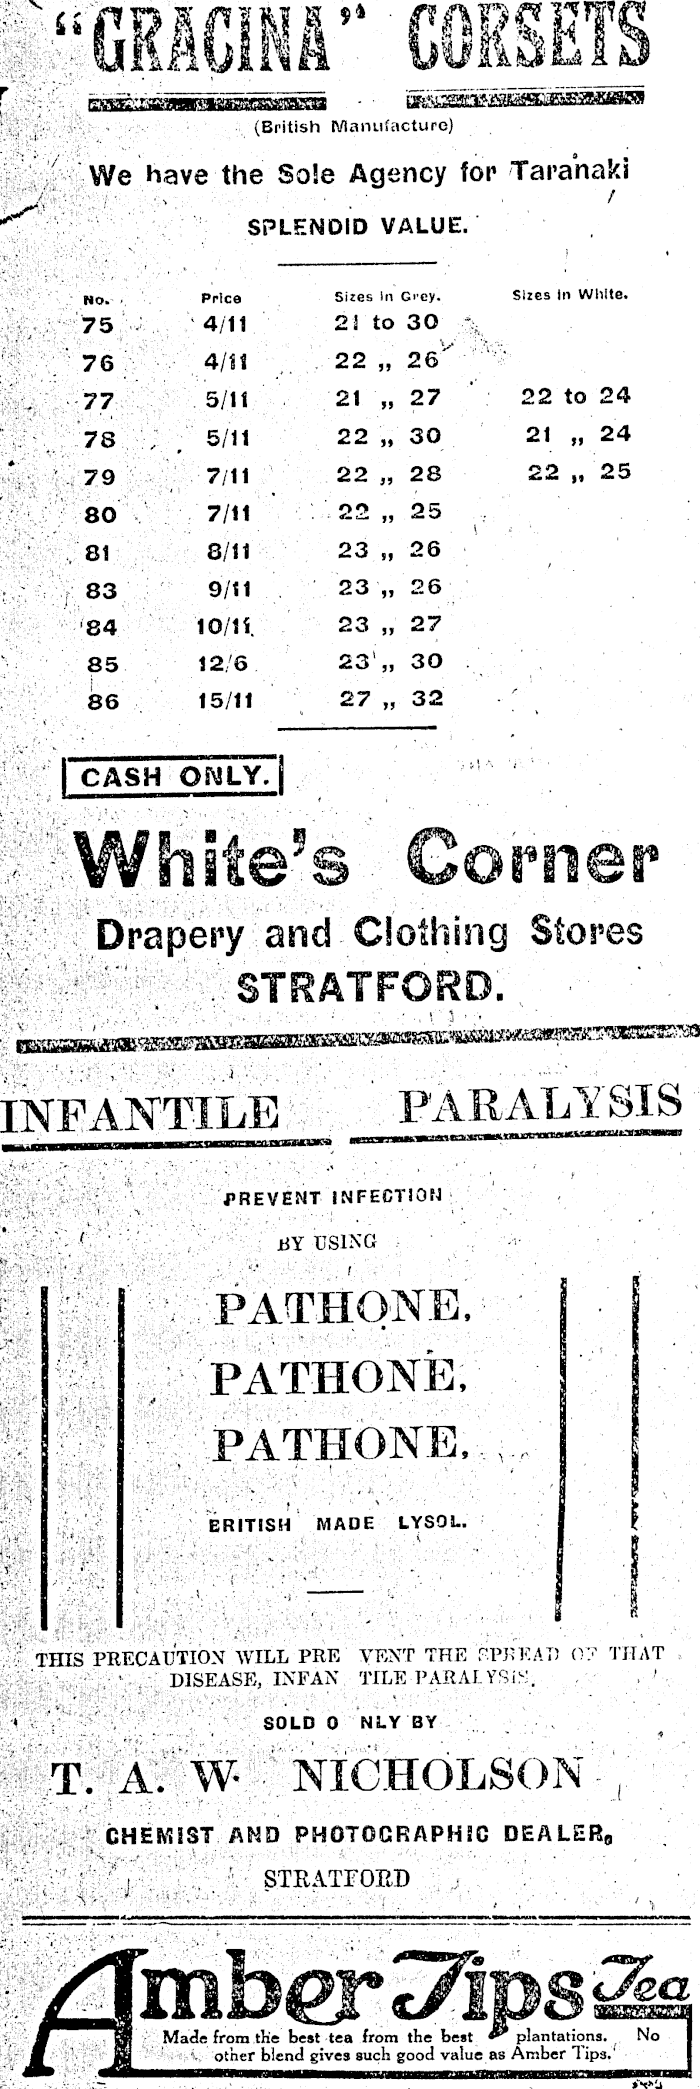 "GRACINA" CORSETS
(British Manufacture)
We have the Sole Agency for Taranaki
SPLENDID VALUE.
No. Price Sizes in Grey. Sizes in White.
75 4/11 21 to 30
76 4/11 22 „ 26
77 5/11 21 „ 27 22 to 24
78 5/11 22 „ 30 21 „ 24
79 7/11 22 „ 28 22 „ 25
80 7/11 22 „ 25
81 8/11 23 „ 26
83 9/11 23 „ 26
84 10/11 23 „ 27
85 12/6 23 „ 30
86 15/11 27 „ 32
CASH ONLY.
White's Corner
Drapery and Clothing Stores
STRATFORD.
INFANTILE PARALYSIS
PREVENT INFECTION
BY USING
PATHONE,
PATHONE,
PATHONE,
BRITISH MADE LYSOL.
THIS PRECAUTION WILL PRE VENT THE SPREAD OF THAT
DISEASE, INFAN TILE PARALYSIS.
SOLD O NLY BY
T. A. W. NICHOLSON
CHEMIST AND PHOTOGRAPHIC DEALER,
STRATFORD
Amber Tips Tea
Made from the best tea from the best plantations. No
other blend gives such good value as Amber Tips.